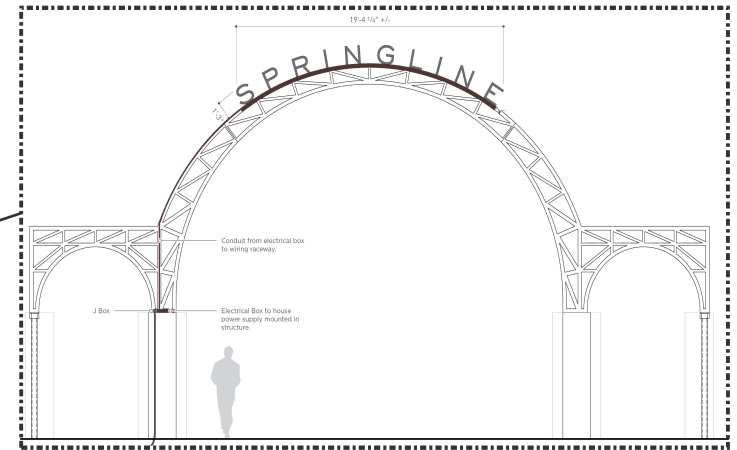 19'-4 1/8" +/-
SPRINGLINE
1'-3"
Conduit from electrical box
to wiring raceway.
J Box
Electrical Box to house
power supply mounted in
structure.